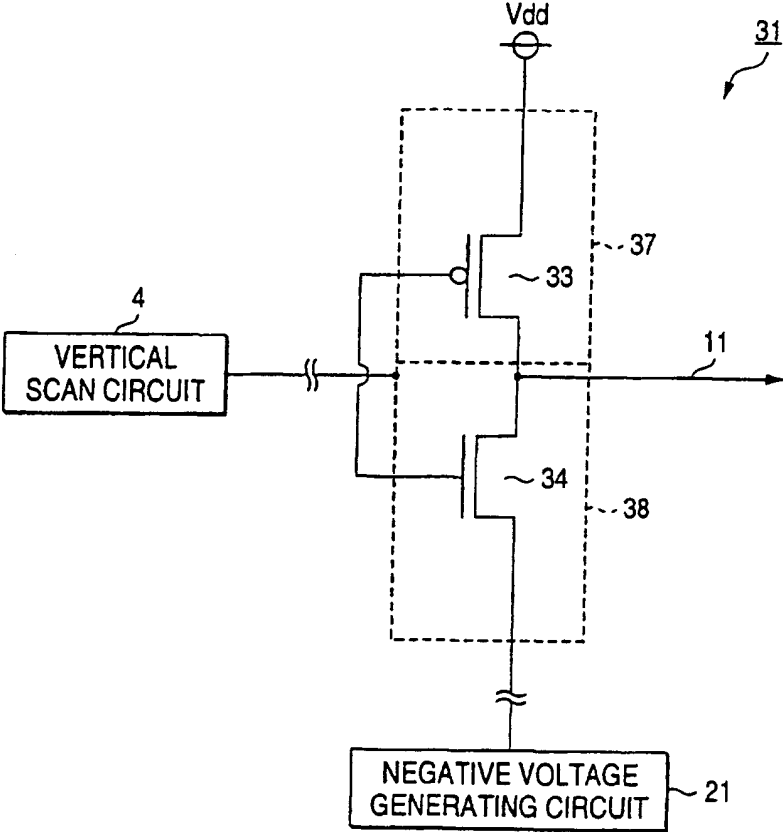 Vdd
31
37
33
4
VERTICAL
SCAN CIRCUIT
11
34
38
NEGATIVE VOLTAGE
GENERATING CIRCUIT
21